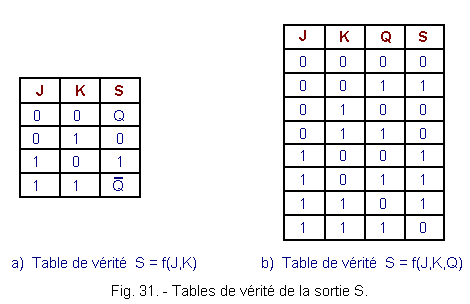 J K S
0 0 Q
0 1 0
1 0 1
1 1 Q̅
a) Table de vérité S = f(J,K)
J K Q S
0 0 0 0
0 0 1 1
0 1 0 0
0 1 1 0
1 0 0 1
1 0 1 1
1 1 0 1
1 1 1 0
b) Table de vérité S = f(J,K,Q)
Fig. 31. - Tables de vérité de la sortie S.